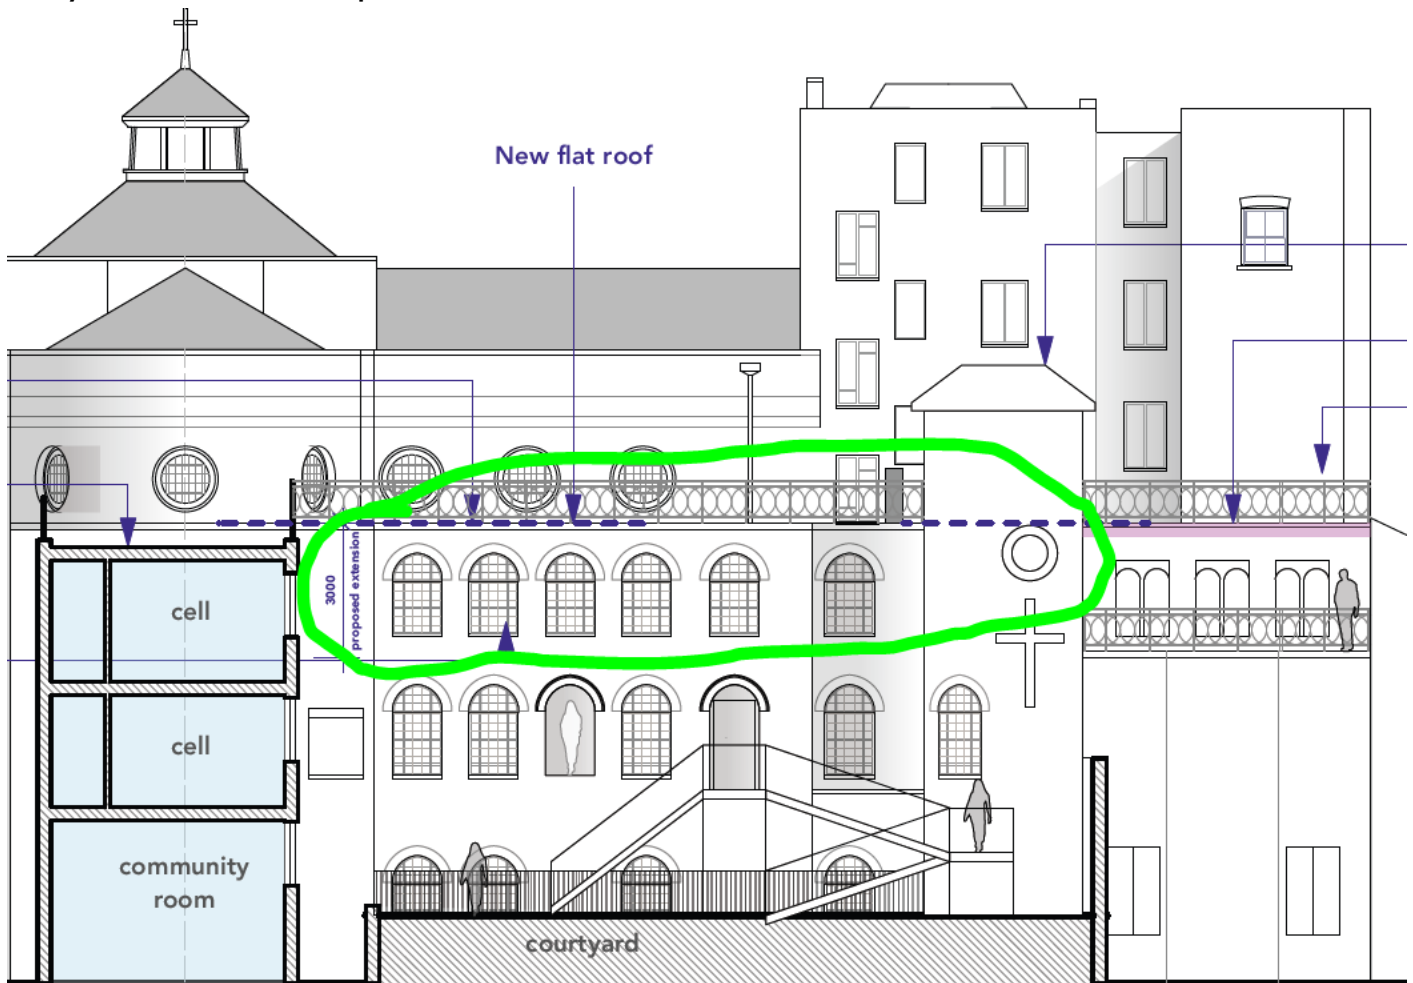 New flat roof
3000
proposed extension
cell
cell
community
room
courtyard